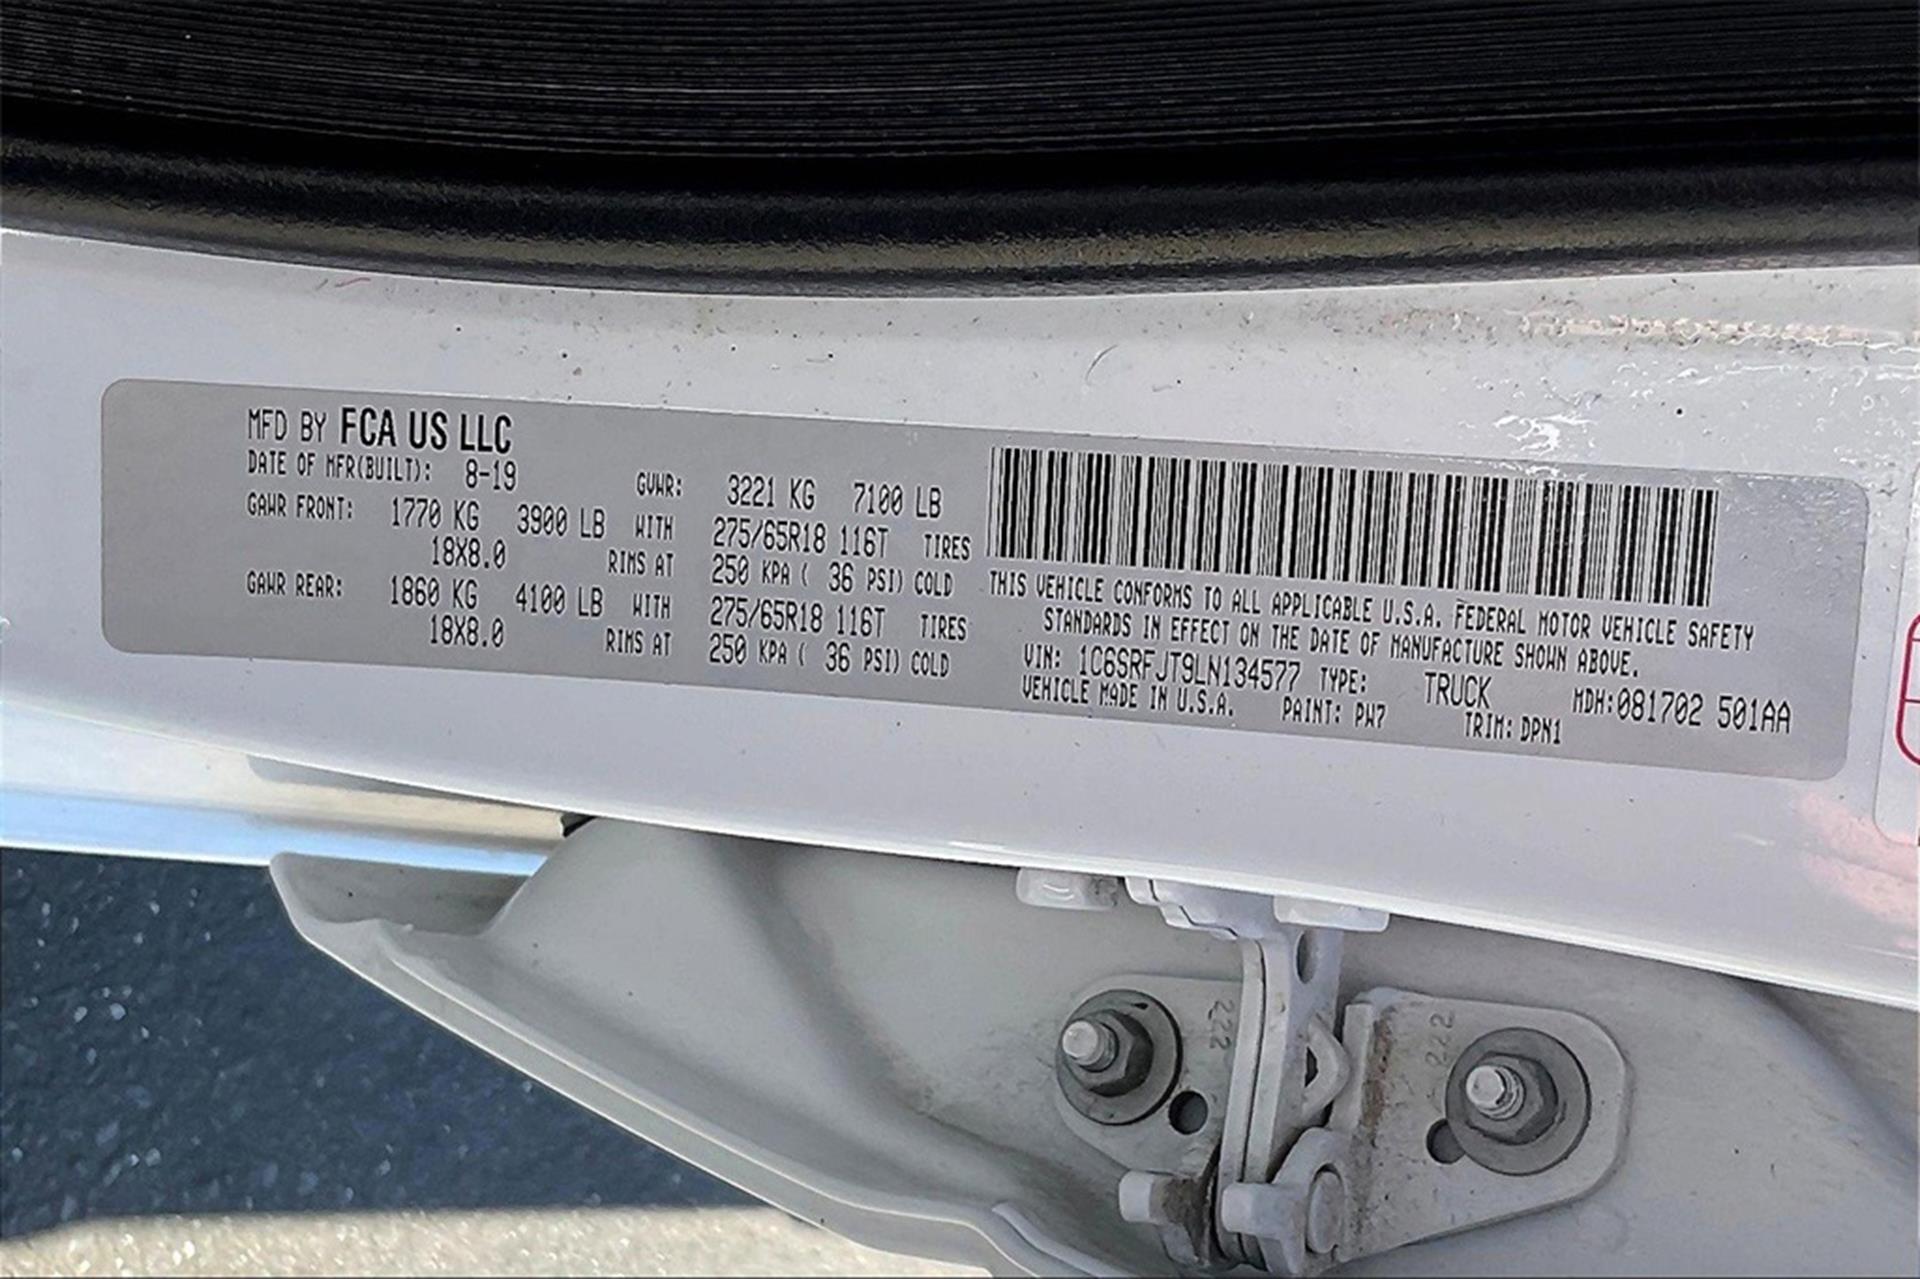 MFD BY FCA US LLC
DATE OF MFR(BUILT): 8-19 GVWR: 3221 KG 7100 LB
GAWR FRONT: 1770 KG 3900 LB WITH 275/65R18 116T TIRES
18X8.0 RIMS AT 250 KPA ( 36 PSI) COLD
GAWR REAR: 1860 KG 4100 LB WITH 275/65R18 116T TIRES
18X8.0 RIMS AT 250 KPA ( 36 PSI) COLD
THIS VEHICLE CONFORMS TO ALL APPLICABLE U.S.A. FEDERAL MOTOR VEHICLE SAFETY
STANDARDS IN EFFECT ON THE DATE OF MANUFACTURE SHOWN ABOVE.
VIN: 1C6SRFJT9LN134577 TYPE: TRUCK MDH:081702 501AA
VEHICLE MADE IN U.S.A. PAINT: PW7 TRIM: DPN1
222
222